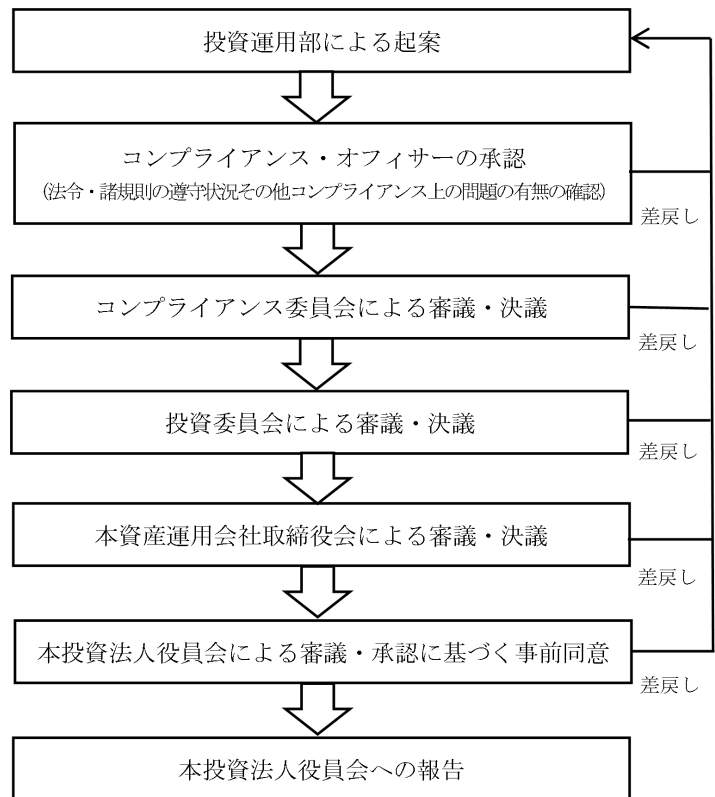 投資運用部による起案
コンプライアンス・オフィサーの承認
（法令・諸規則の遵守状況その他コンプライアンス上の問題の有無の確認）
差戻し
コンプライアンス委員会による審議・決議
差戻し
投資委員会による審議・決議
差戻し
本資産運用会社取締役会による審議・決議
差戻し
本投資法人役員会による審議・承認に基づく事前同意
差戻し
本投資法人役員会への報告